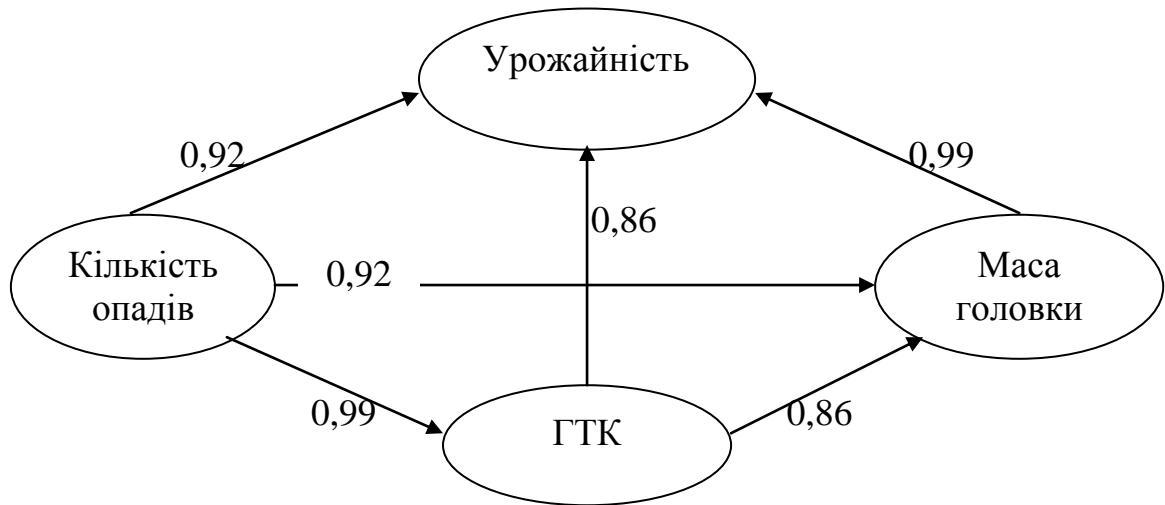 Урожайність
0,92
0,99
0,86
Кількість
опадів
0,92
Маса
головки
0,99
ГТК
0,86